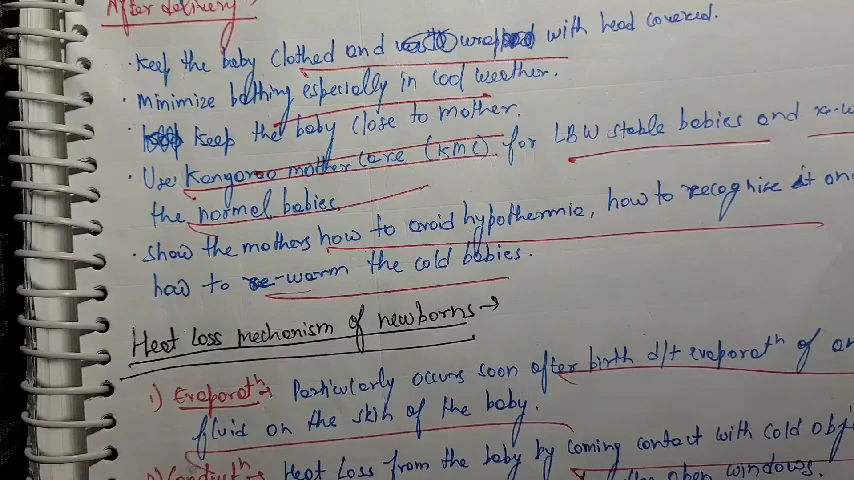 After delivery
· Keep the baby clothed and wrapped with head covered.
· Minimize bathing especially in cool weather.
· Keep the baby close to mother.
· Use Kangaroo mother care (KMC) for LBW stable babies and
the normal babies.
· Show the mothers how to avoid hypothermia, how to recognize it and
how to re-warm the cold babies.
Heat Loss mechanism of newborns →
i) Evaporatⁿ→ Particularly occurs soon after birth d/t evaporatⁿ of
fluid on the skin of the baby.
Conductⁿ→ Heat Loss from the baby by coming contact with cold obj
open windows.